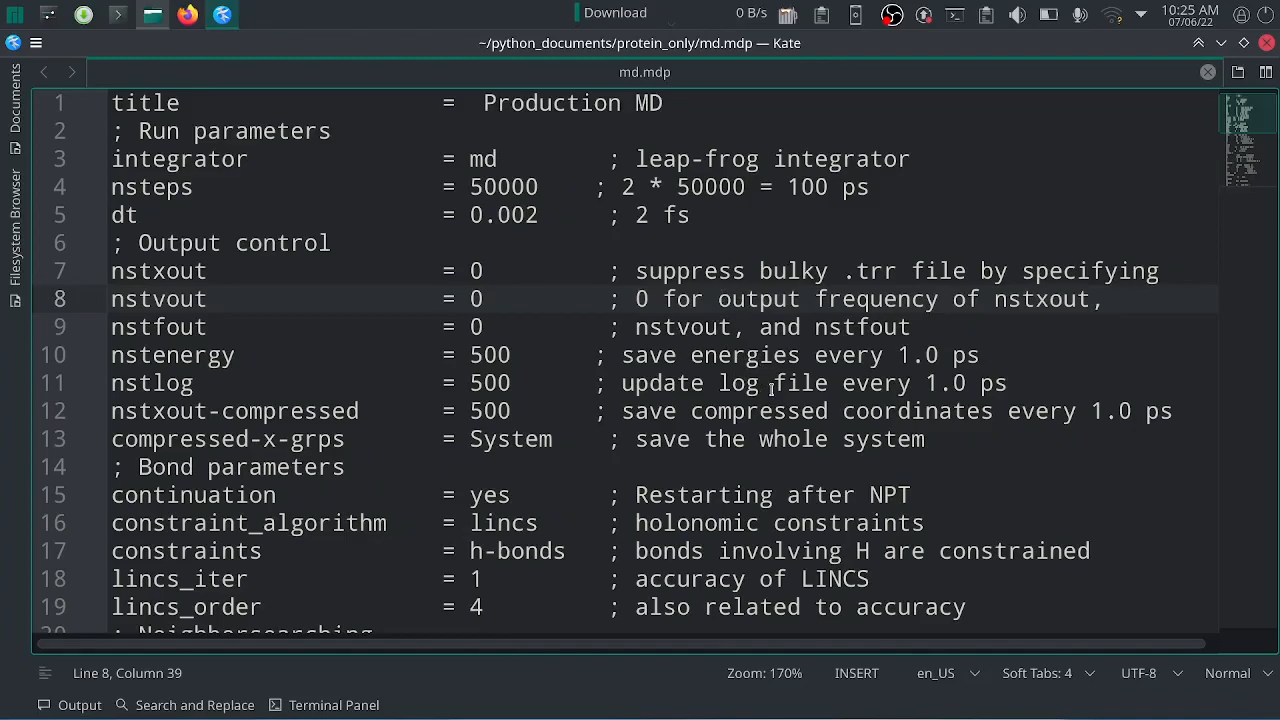 Download
0 B/s
10:25 AM
07/06/22
~/python_documents/protein_only/md.mdp — Kate
md.mdp
Documents
Filesystem Browser
1 title = Production MD
2 ; Run parameters
3 integrator = md ; leap-frog integrator
4 nsteps = 50000 ; 2 * 50000 = 100 ps
5 dt = 0.002 ; 2 fs
6 ; Output control
7 nstxout = 0 ; suppress bulky .trr file by specifying
8 nstvout = 0 ; 0 for output frequency of nstxout,
9 nstfout = 0 ; nstvout, and nstfout
10 nstenergy = 500 ; save energies every 1.0 ps
11 nstlog = 500 ; update log file every 1.0 ps
12 nstxout-compressed = 500 ; save compressed coordinates every 1.0 ps
13 compressed-x-grps = System ; save the whole system
14 ; Bond parameters
15 continuation = yes ; Restarting after NPT
16 constraint_algorithm = lincs ; holonomic constraints
17 constraints = h-bonds ; bonds involving H are constrained
18 lincs_iter = 1 ; accuracy of LINCS
19 lincs_order = 4 ; also related to accuracy
20 ; Neighborsearching
Line 8, Column 39 Zoom: 170% INSERT en_US Soft Tabs: 4 UTF-8 Normal
Output Search and Replace Terminal Panel